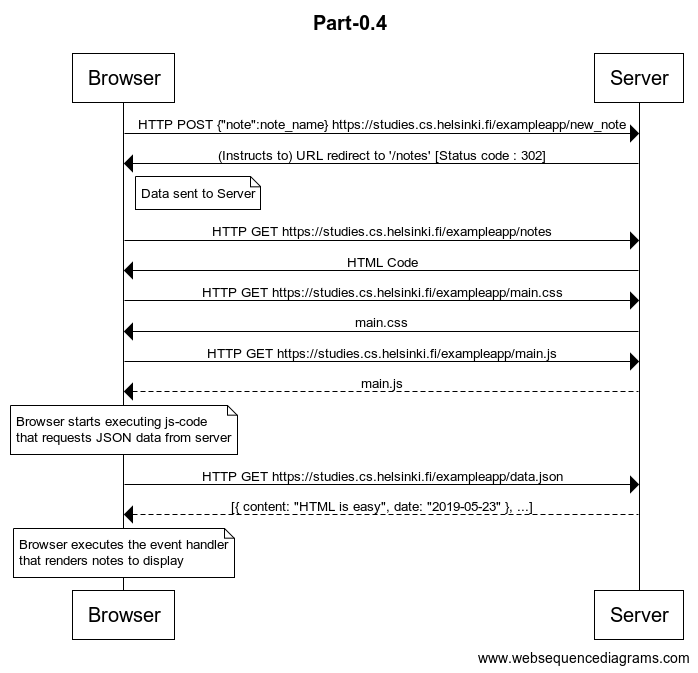 Part-0.4
Browser Server
HTTP POST {"note":note_name} https://studies.cs.helsinki.fi/exampleapp/new_note
(Instructs to) URL redirect to '/notes' [Status code : 302]
Data sent to Server
HTTP GET https://studies.cs.helsinki.fi/exampleapp/notes
HTML Code
HTTP GET https://studies.cs.helsinki.fi/exampleapp/main.css
main.css
HTTP GET https://studies.cs.helsinki.fi/exampleapp/main.js
main.js
Browser starts executing js-code
that requests JSON data from server
HTTP GET https://studies.cs.helsinki.fi/exampleapp/data.json
[{ content: "HTML is easy", date: "2019-05-23" }, ...]
Browser executes the event handler
that renders notes to display
Browser Server
www.websequencediagrams.com